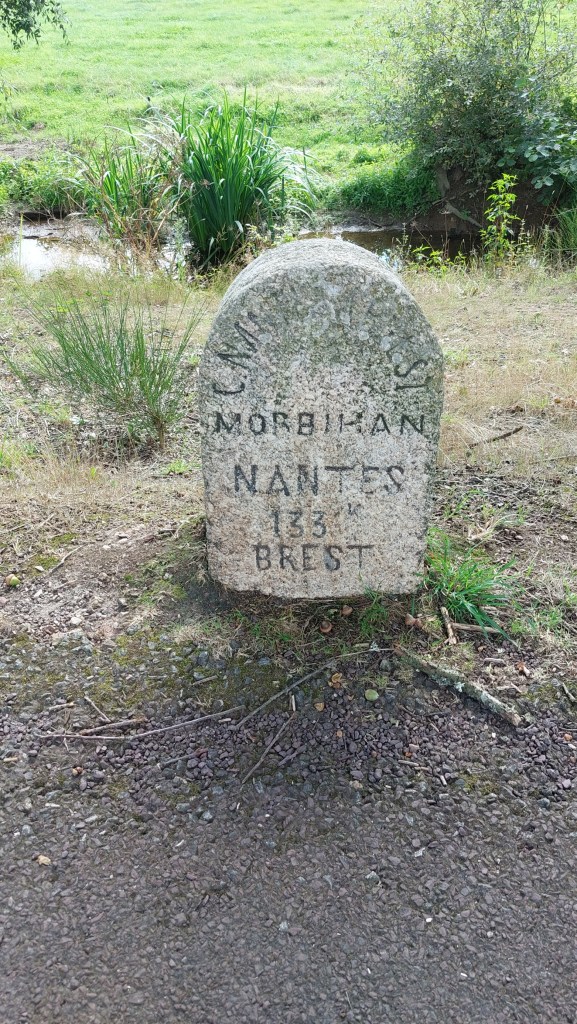 MORBIHAN
NANTES
133 K
BREST